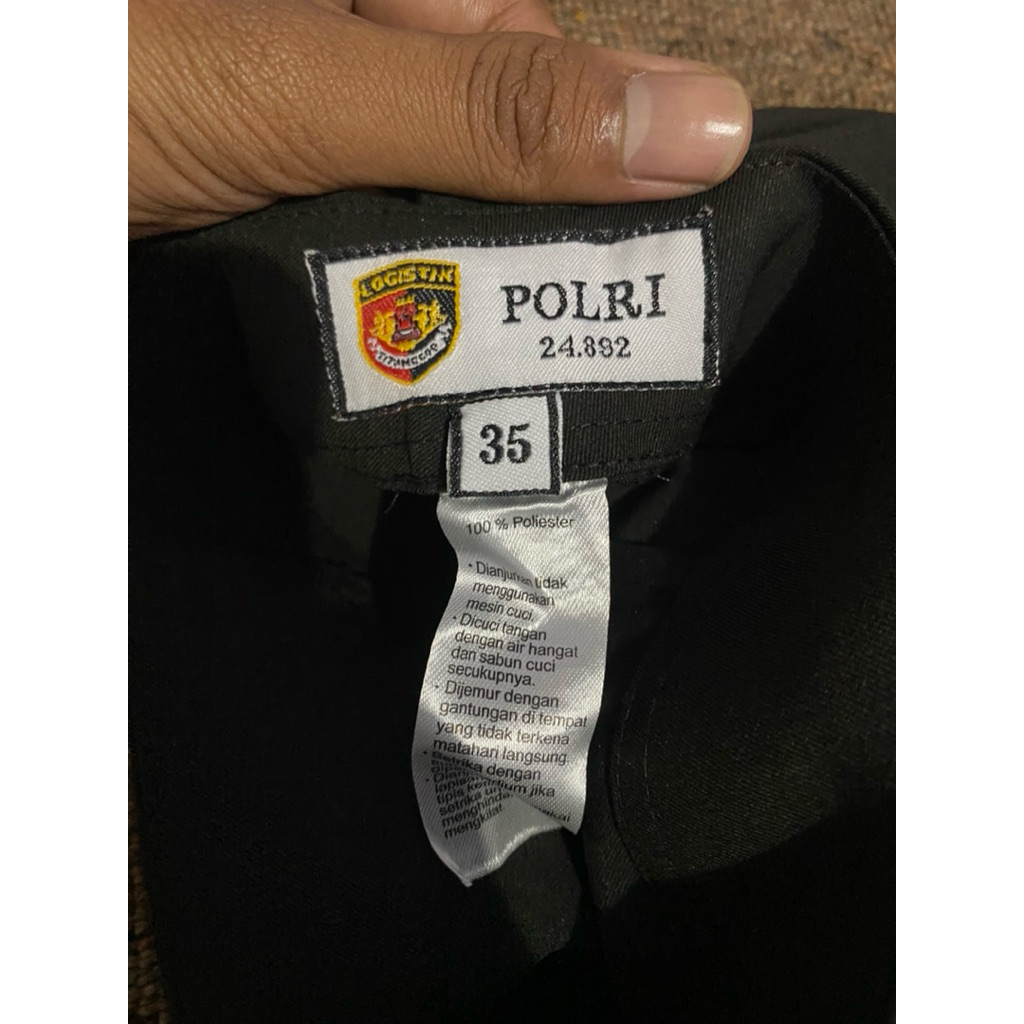 LOGISTIK
POLRI
24.892
35
100 % Poliester
• Dianjurkan tidak
menggunakan
mesin cuci.
• Dicuci tangan
dengan air hangat
dan sabun cuci
secukupnya.
• Dijemur dengan
gantungan di tempat
yang tidak terkena
matahari langsung.
• Setrika dengan
tipis jika
setrika
mengkilat